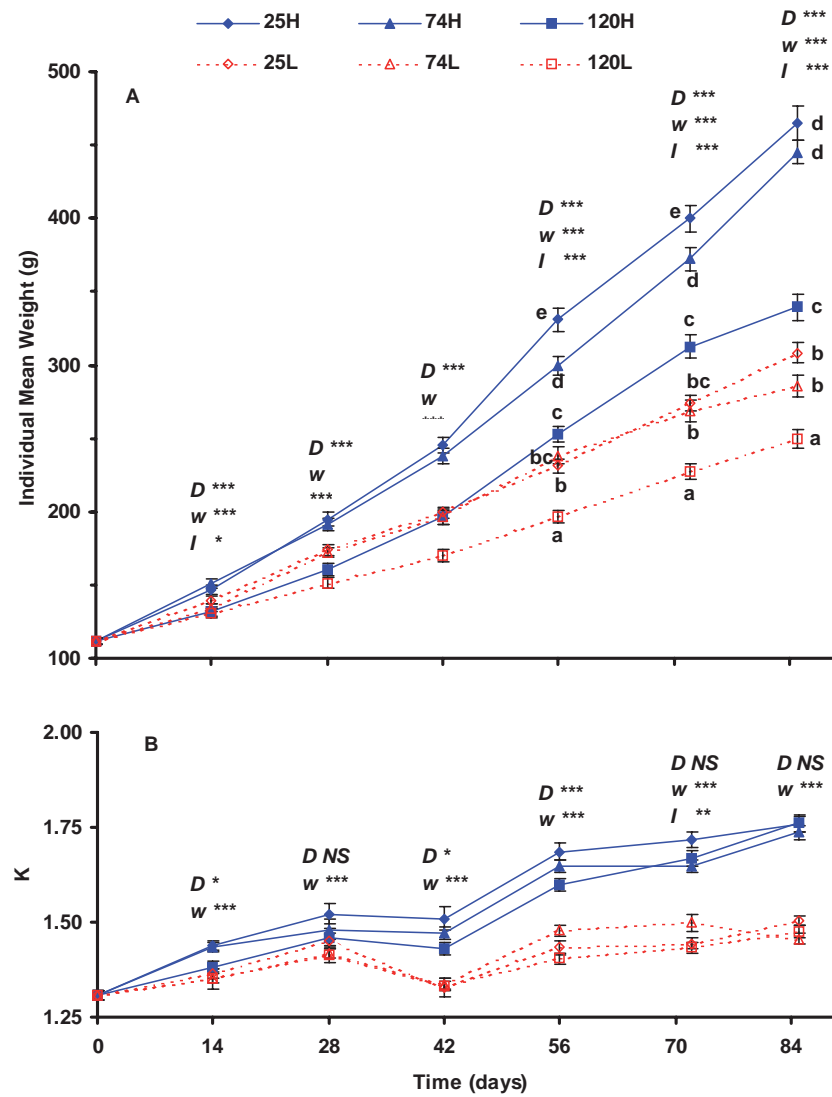 25H 74H 120H
25L 74L 120L
A
Individual Mean Weight (g)
500
400
300
200
100
D ***
w ***
I *
D ***
w
***
D ***
w
***
D ***
w ***
I ***
D ***
w ***
I ***
D ***
w ***
I ***
e
d
c
bc
b
a
e
d
c
bc
b
a
d
d
c
b
b
a
B
K
2.00
1.75
1.50
1.25
D *
w ***
D NS
w ***
D *
w ***
D ***
w ***
D NS
w ***
I **
D NS
w ***
0 14 28 42 56 70 84
Time (days)